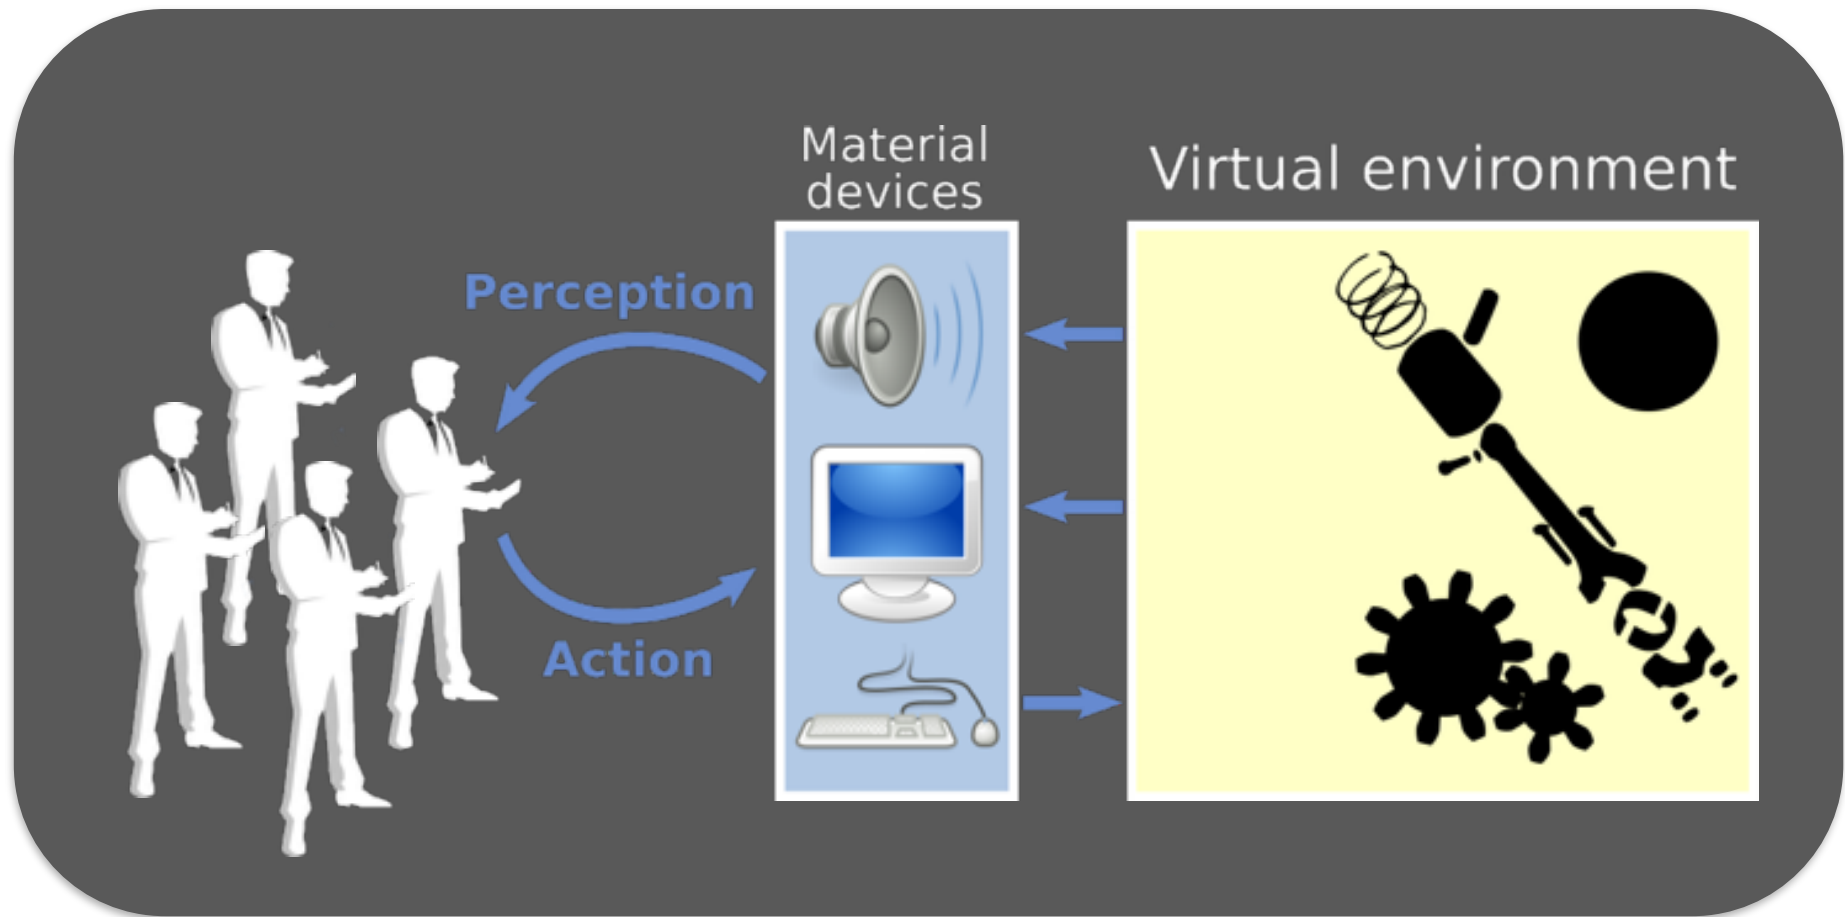 Material
devices
Virtual environment
Perception
Action